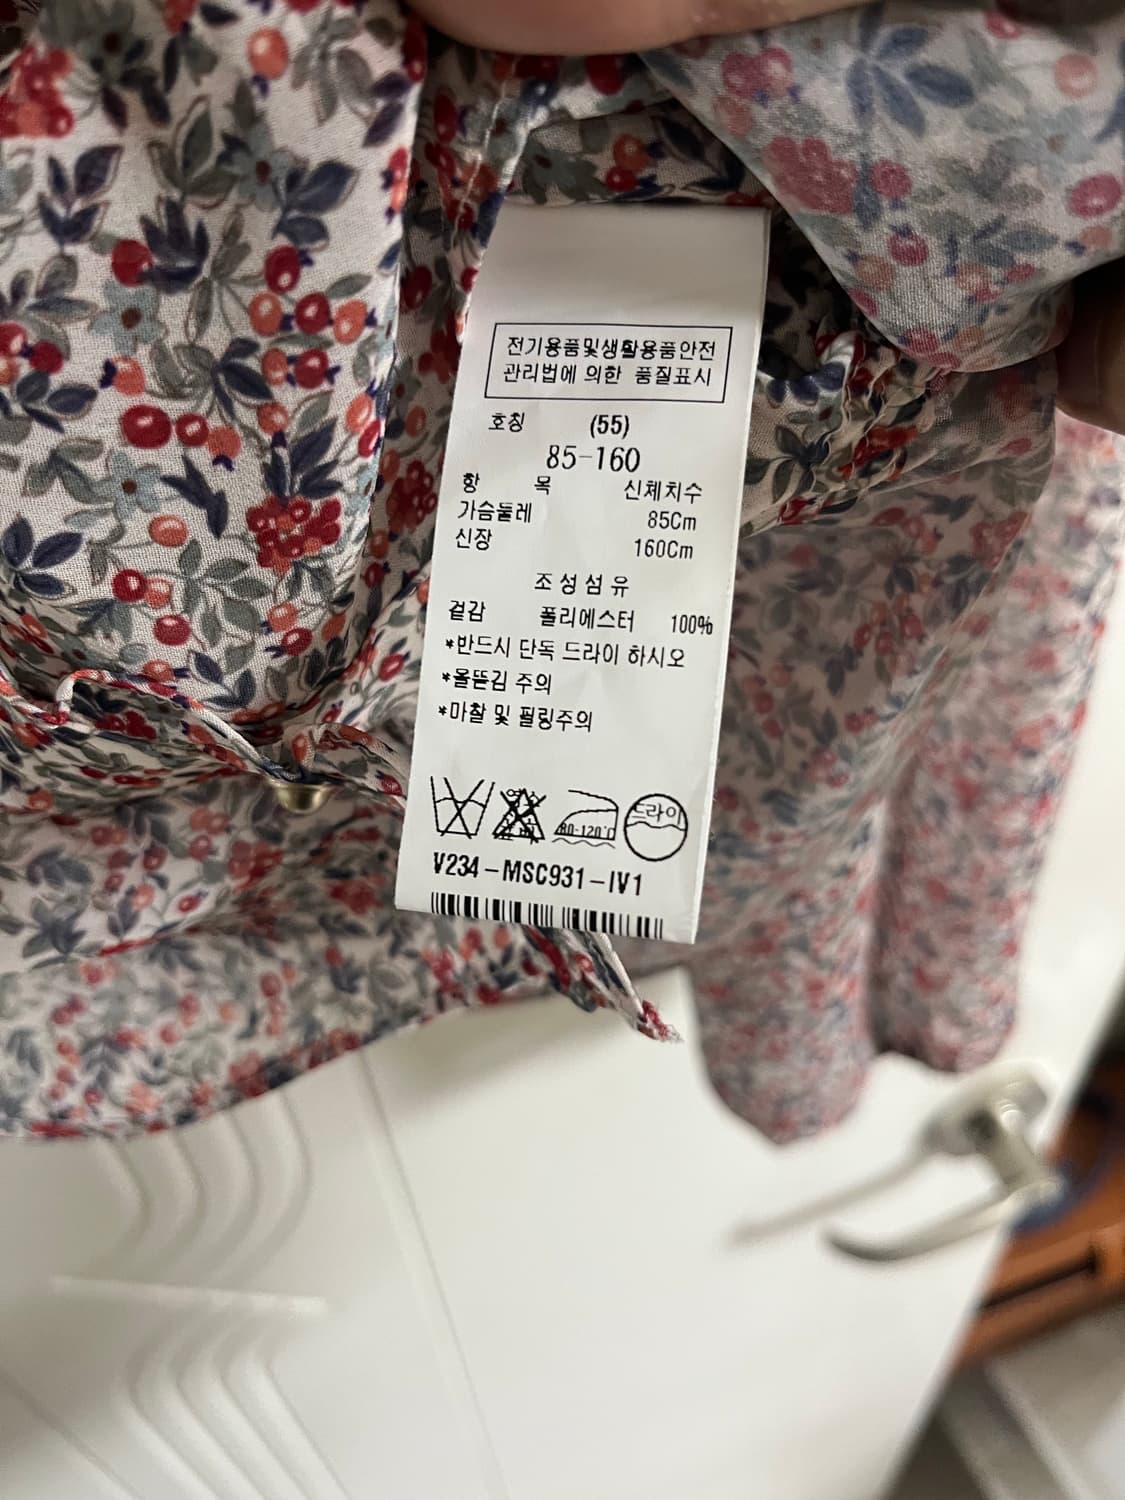 전기용품및생활용품안전
관리법에 의한 품질표시
호칭 (55)
85-160
항 목 신체치수
가슴둘레 85Cm
신장 160Cm
조성섬유
겉감 폴리에스터 100%
*반드시 단독 드라이 하시오
*올뜯김 주의
*마찰 및 필링주의
80-120℃ 드라이
V234-MSC931-IV1